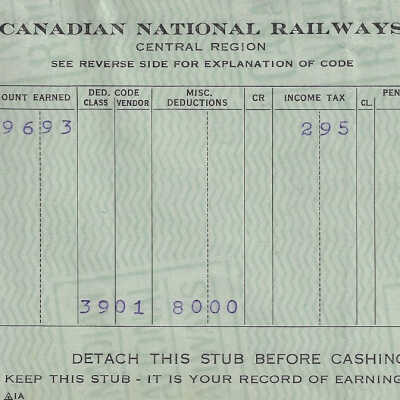 CANADIAN NATIONAL RAILWAYS
CENTRAL REGION
SEE REVERSE SIDE FOR EXPLANATION OF CODE
OUNT EARNED DED. CODE CLASS VENDOR MISC. DEDUCTIONS CR INCOME TAX CL. PEN
9693 295
3901 8000
DETACH THIS STUB BEFORE CASHING
KEEP THIS STUB - IT IS YOUR RECORD OF EARNING
1A